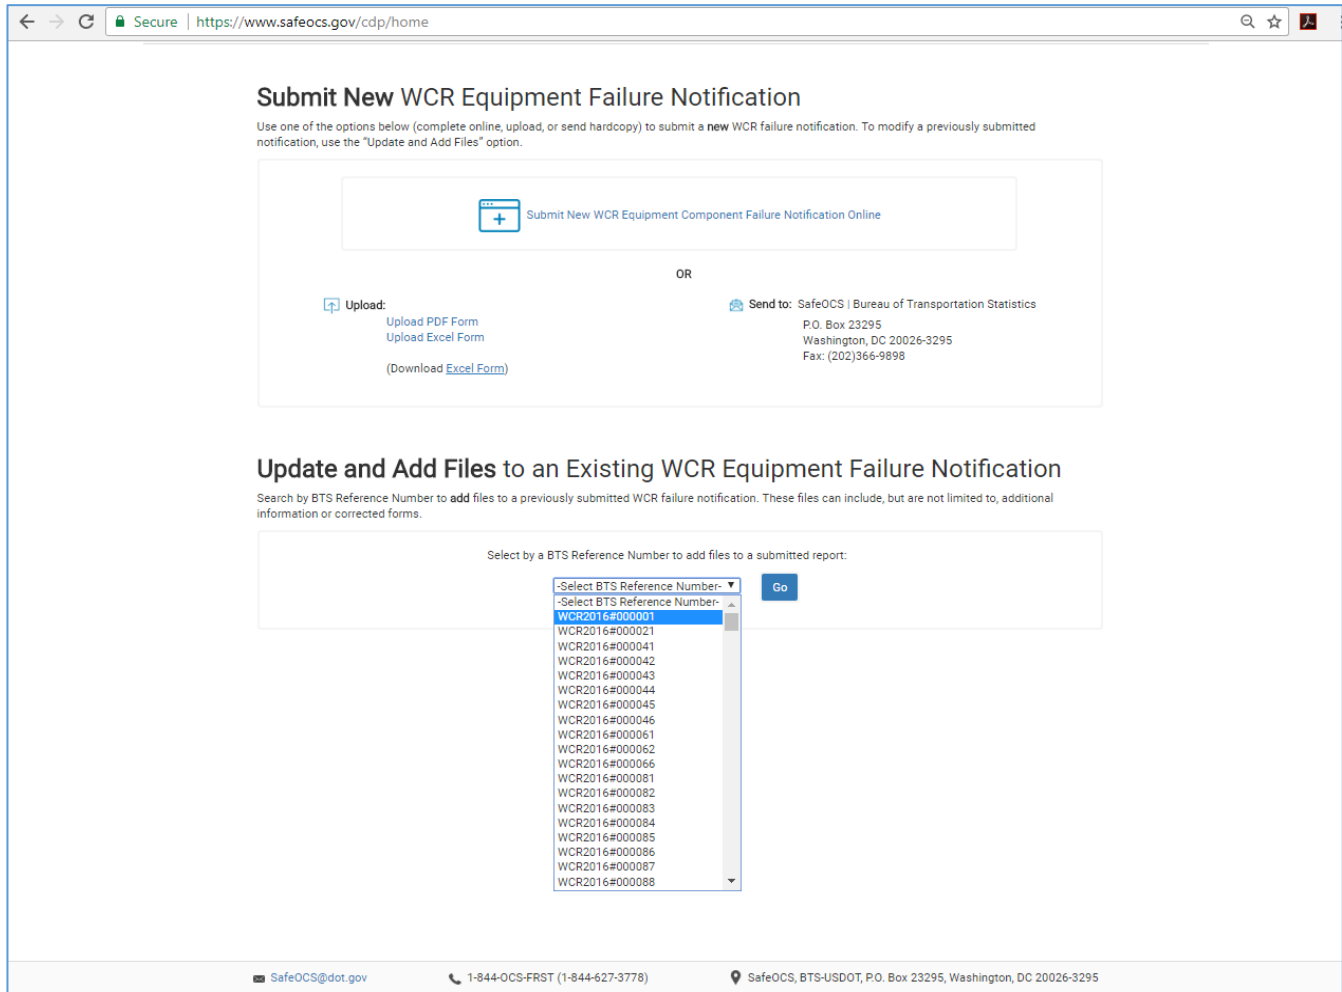 Secure | https://www.safeocs.gov/cdp/home
Submit New WCR Equipment Failure Notification
Use one of the options below (complete online, upload, or send hardcopy) to submit a new WCR failure notification. To modify a previously submitted
notification, use the “Update and Add Files” option.
Submit New WCR Equipment Component Failure Notification Online
OR
Upload:
Upload PDF Form
Upload Excel Form
(Download Excel Form)
Send to: SafeOCS | Bureau of Transportation Statistics
P.O. Box 23295
Washington, DC 20026-3295
Fax: (202)366-9898
Update and Add Files to an Existing WCR Equipment Failure Notification
Search by BTS Reference Number to add files to a previously submitted WCR failure notification. These files can include, but are not limited to, additional
information or corrected forms.
Select by a BTS Reference Number to add files to a submitted report:
-Select BTS Reference Number-
Go
-Select BTS Reference Number-
WCR2016#000001
WCR2016#000021
WCR2016#000041
WCR2016#000042
WCR2016#000043
WCR2016#000044
WCR2016#000045
WCR2016#000046
WCR2016#000061
WCR2016#000062
WCR2016#000066
WCR2016#000081
WCR2016#000082
WCR2016#000083
WCR2016#000084
WCR2016#000085
WCR2016#000086
WCR2016#000087
WCR2016#000088
SafeOCS@dot.gov
1-844-OCS-FRST (1-844-627-3778)
SafeOCS, BTS-USDOT, P.O. Box 23295, Washington, DC 20026-3295